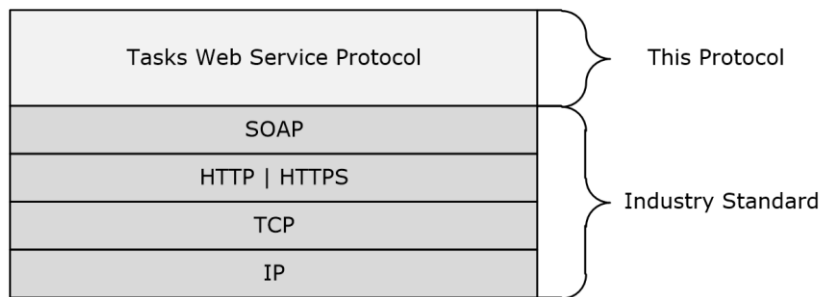 Tasks Web Service Protocol
This Protocol
SOAP
HTTP | HTTPS
Industry Standard
TCP
IP